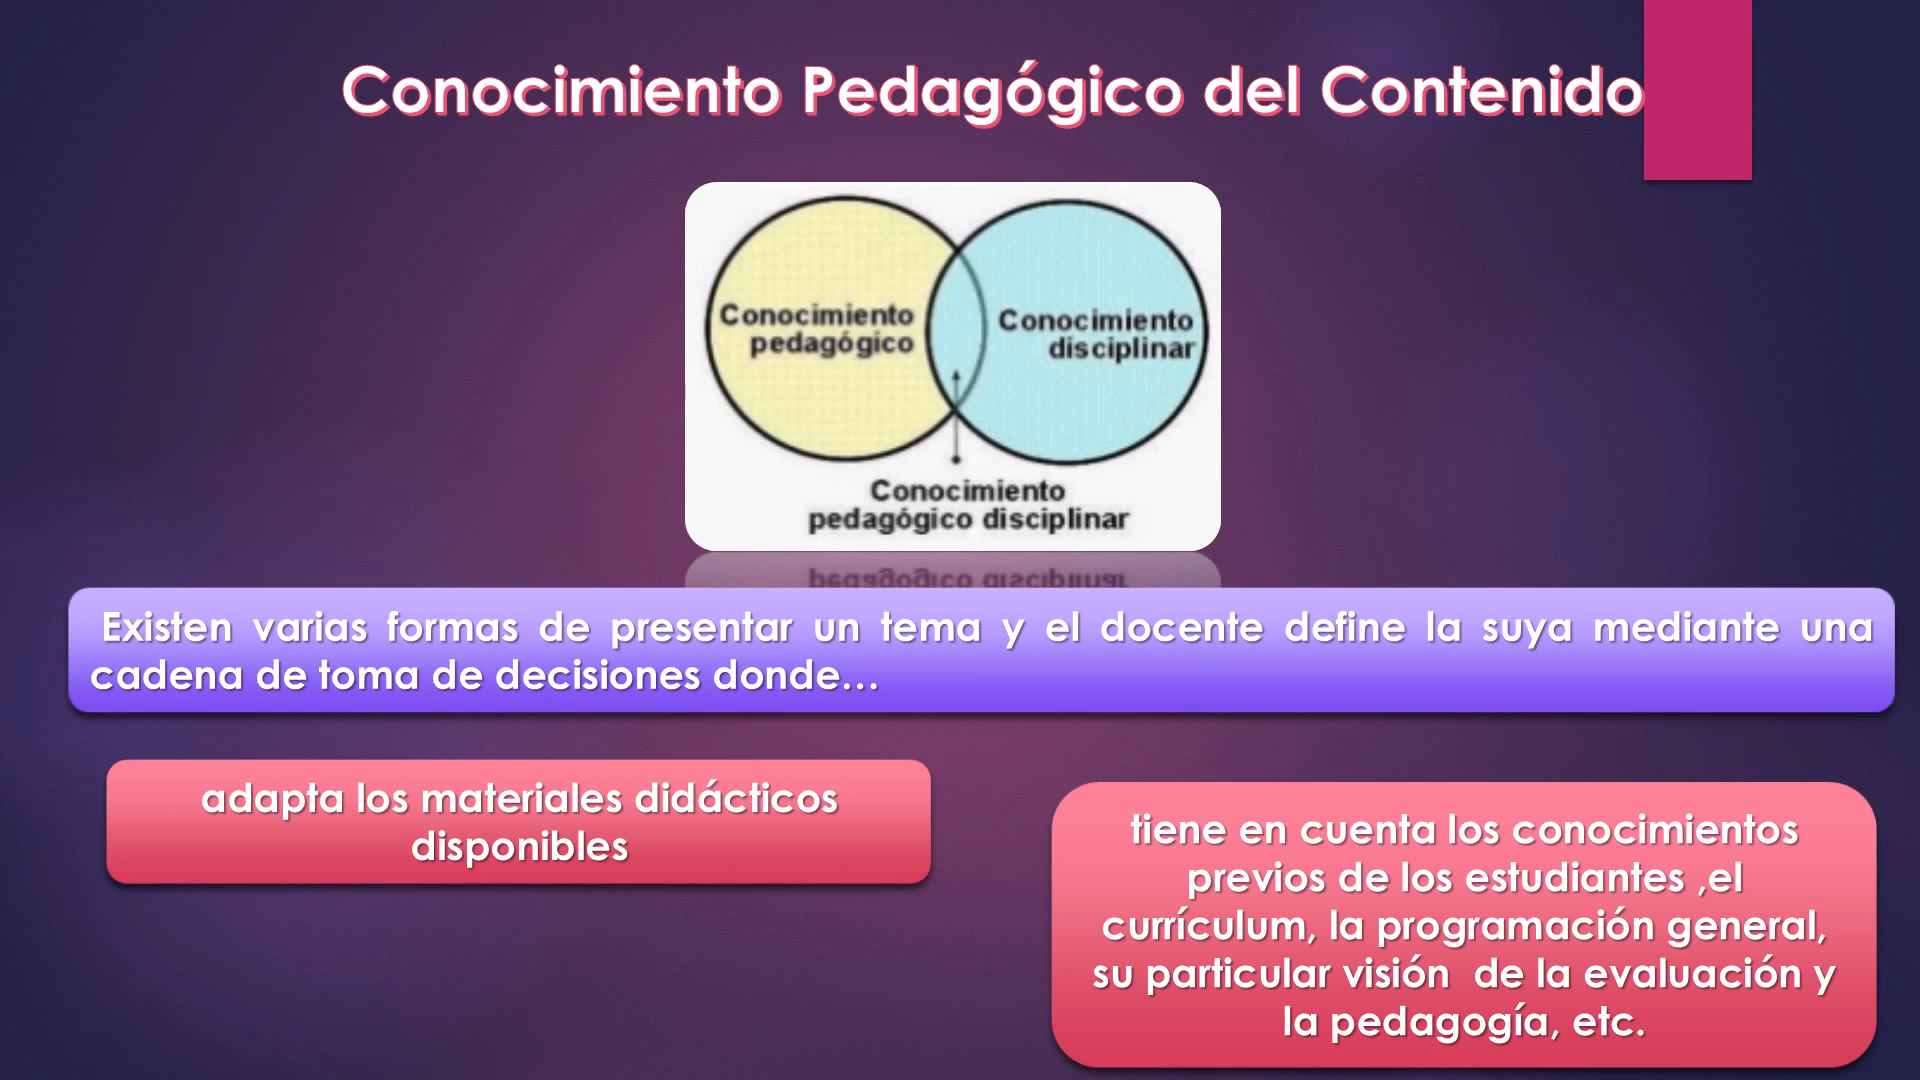 Conocimiento Pedagógico del Contenido
Conocimiento
pedagógico
Conocimiento
disciplinar
Conocimiento
pedagógico disciplinar
Existen varias formas de presentar un tema y el docente define la suya mediante una
cadena de toma de decisiones donde…
adapta los materiales didácticos
disponibles
tiene en cuenta los conocimientos
previos de los estudiantes ,el
currículum, la programación general,
su particular visión de la evaluación y
la pedagogía, etc.